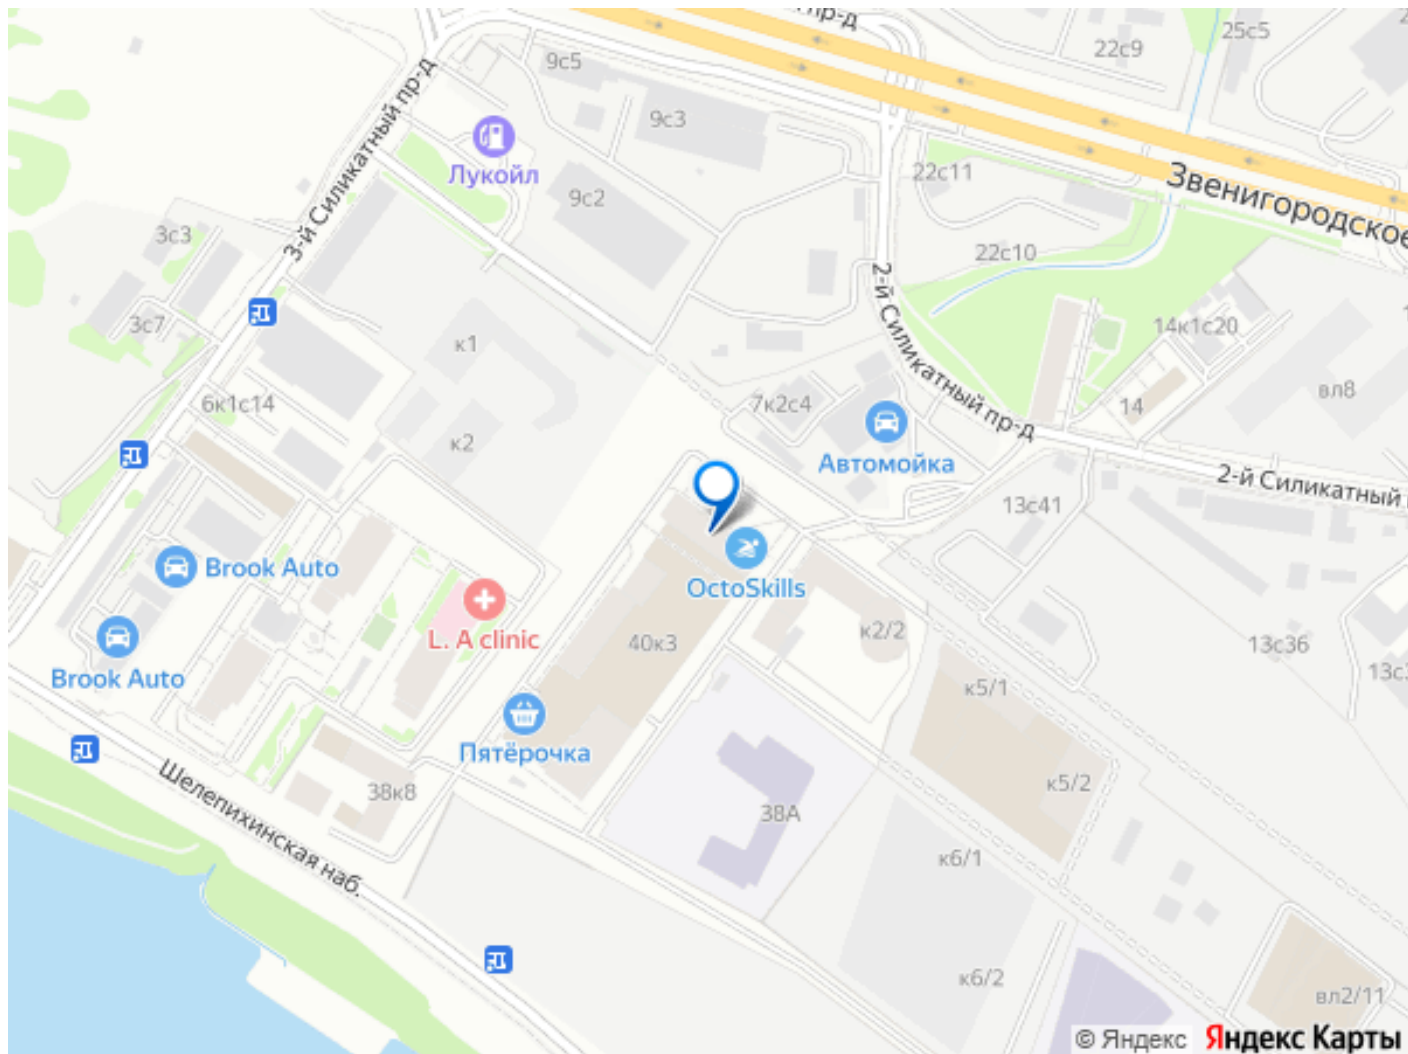 пр-д
25с5
22с9
9с5
3-й Силикатный пр-д
9с3
Лукойл
22с11
Звенигородское
9с2
3с3
22с10
2-й Силикатный пр-д
3с7
14к1с20
к1
вл8
6к1с14
7к2с4
14
к2
Автомойка
2-й Силикатный
13с41
Brook Auto
OctoSkills
L. A clinic
40к3
к2/2
13с36
Brook Auto
13с3
к5/1
Пятёрочка
Шелепихинская наб.
38к8
к5/2
38А
к6/1
к6/2
вл2/11
© Яндекс Яндекс Карты